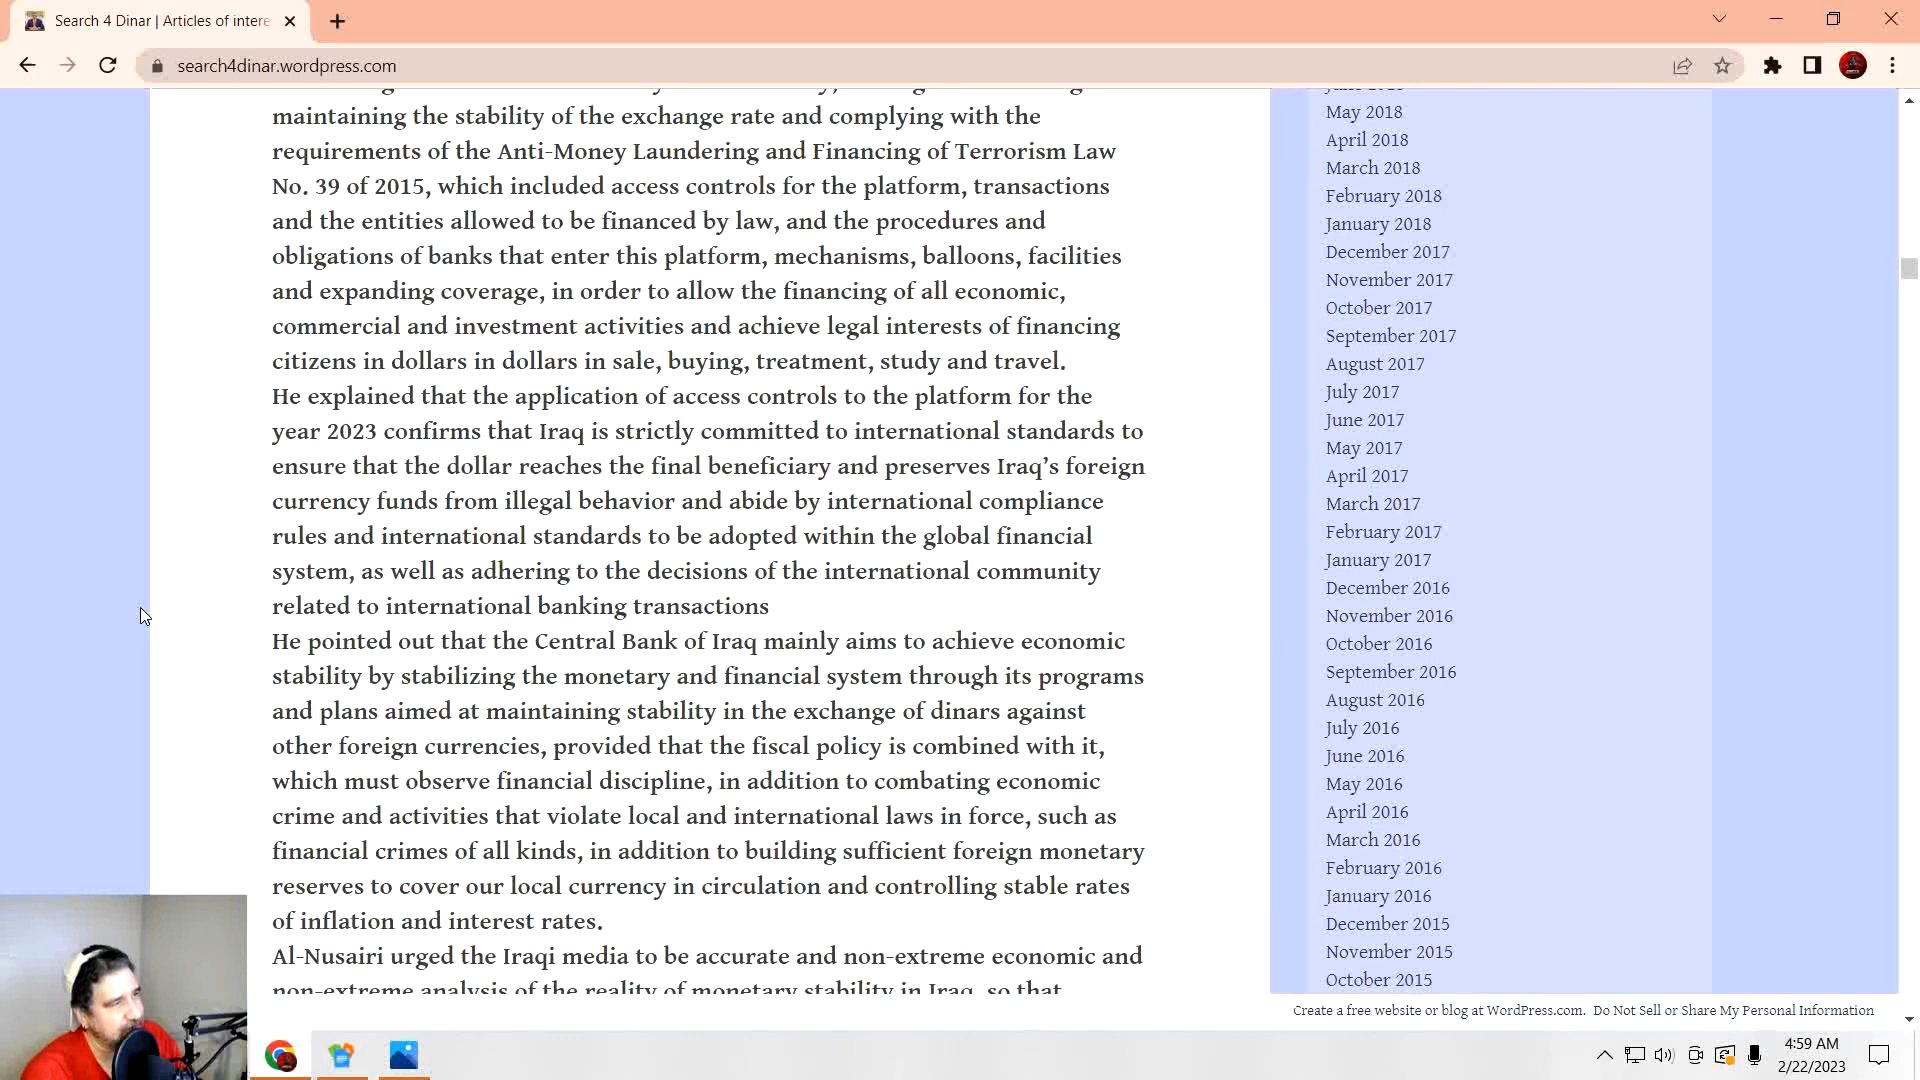 Search 4 Dinar | Articles of intere
search4dinar.wordpress.com
maintaining the stability of the exchange rate and complying with the
requirements of the Anti-Money Laundering and Financing of Terrorism Law
No. 39 of 2015, which included access controls for the platform, transactions
and the entities allowed to be financed by law, and the procedures and
obligations of banks that enter this platform, mechanisms, balloons, facilities
and expanding coverage, in order to allow the financing of all economic,
commercial and investment activities and achieve legal interests of financing
citizens in dollars in dollars in sale, buying, treatment, study and travel.
He explained that the application of access controls to the platform for the
year 2023 confirms that Iraq is strictly committed to international standards to
ensure that the dollar reaches the final beneficiary and preserves Iraq’s foreign
currency funds from illegal behavior and abide by international compliance
rules and international standards to be adopted within the global financial
system, as well as adhering to the decisions of the international community
related to international banking transactions
He pointed out that the Central Bank of Iraq mainly aims to achieve economic
stability by stabilizing the monetary and financial system through its programs
and plans aimed at maintaining stability in the exchange of dinars against
other foreign currencies, provided that the fiscal policy is combined with it,
which must observe financial discipline, in addition to combating economic
crime and activities that violate local and international laws in force, such as
financial crimes of all kinds, in addition to building sufficient foreign monetary
reserves to cover our local currency in circulation and controlling stable rates
of inflation and interest rates.
Al-Nusairi urged the Iraqi media to be accurate and non-extreme economic and
non-extreme analysis of the reality of monetary stability in Iraq, so that
May 2018
April 2018
March 2018
February 2018
January 2018
December 2017
November 2017
October 2017
September 2017
August 2017
July 2017
June 2017
May 2017
April 2017
March 2017
February 2017
January 2017
December 2016
November 2016
October 2016
September 2016
August 2016
July 2016
June 2016
May 2016
April 2016
March 2016
February 2016
January 2016
December 2015
November 2015
October 2015
Create a free website or blog at WordPress.com. Do Not Sell or Share My Personal Information
4:59 AM
2/22/2023